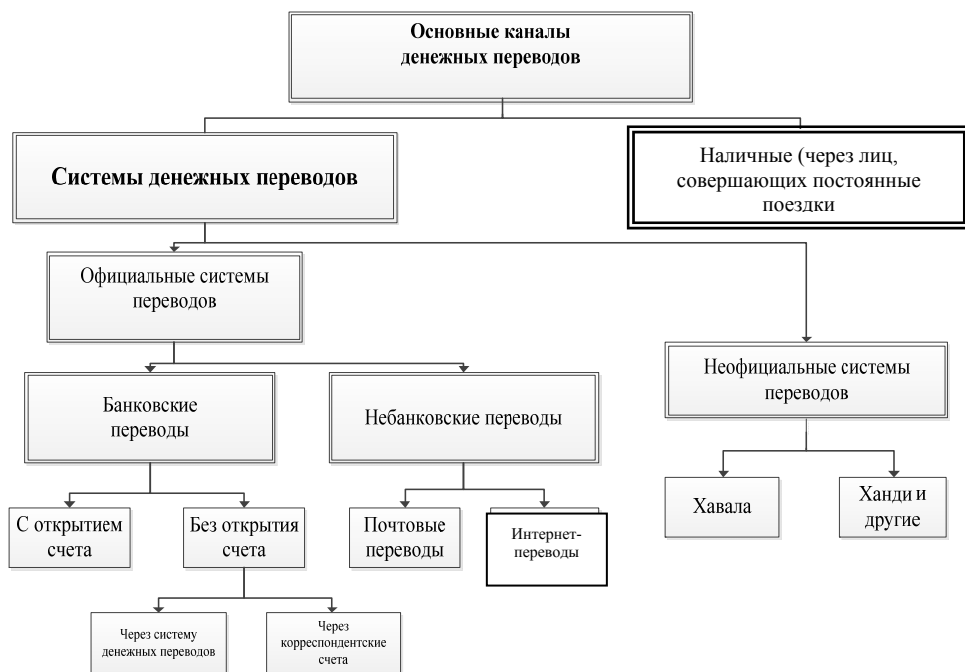 Основные каналы
денежных переводов
Системы денежных переводов
Наличные (через лиц,
совершающих постоянные
поездки
Официальные системы
переводов
Неофициальные системы
переводов
Банковские
переводы
Небанковские переводы
С открытием
счета
Без открытия
счета
Почтовые
переводы
Интернет-
переводы
Хавала
Ханди и
другие
Через систему
денежных переводов
Через
корреспондентские
счета